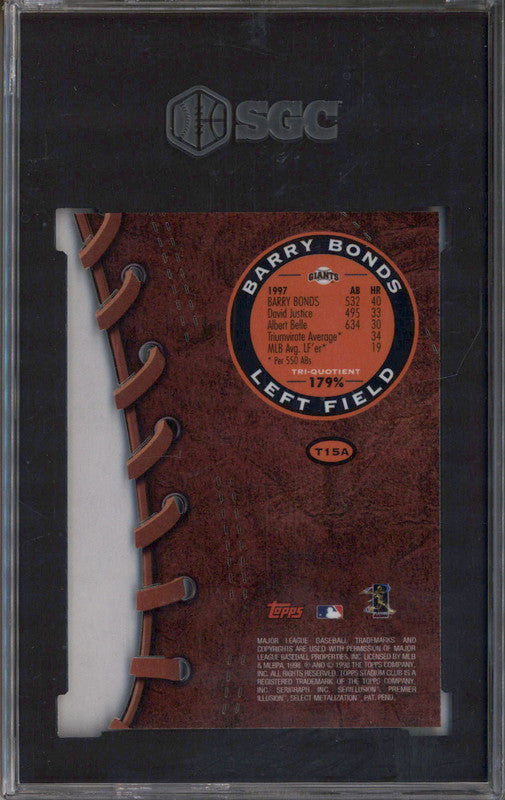 SGC
BARRY BONDS
GIANTS
1997 AB HR
BARRY BONDS 532 40
David Justice 495 33
Albert Belle 634 30
Triumvirate Average* 34
MLB Avg. LF'er* 19
* Per 550 ABs
TRI-QUOTIENT
179%
LEFT FIELD
T15A
Topps
MAJOR LEAGUE BASEBALL TRADEMARKS AND
COPYRIGHTS ARE USED WITH PERMISSION OF MAJOR
LEAGUE BASEBALL PROPERTIES, INC. LICENSED BY MLB
& MLBPA, 1998. ® AND © 1998 THE TOPPS COMPANY,
INC. ALL RIGHTS RESERVED. TOPPS STADIUM CLUB IS A
REGISTERED TRADEMARK OF THE TOPPS COMPANY,
INC. SERIGRAPH INC. SERILLUSION™, PREMIER
ILLUSION™, SELECT METALIZATION™, PAT. PEND.